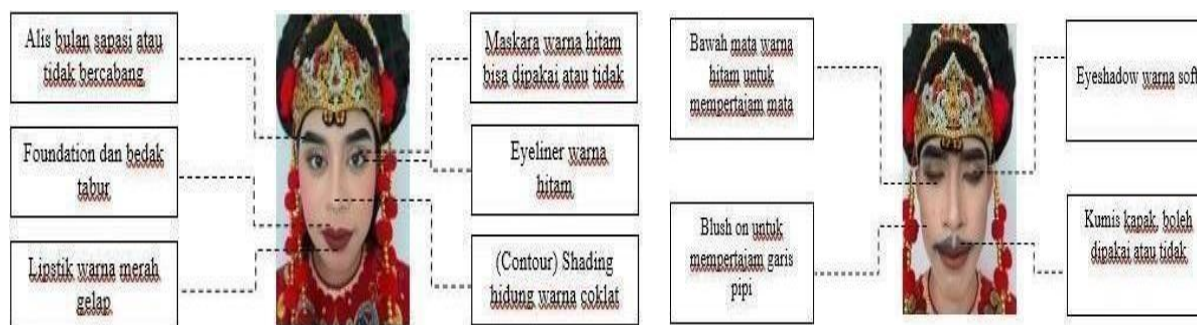 Alis bulan sapasi atau
tidak bercabang
Foundation dan bedak
tabur
Lipstik warna merah
gelap
Maskara warna hitam
bisa dipakai atau tidak
Eyeliner warna
hitam
(Contour) Shading
hidung warna coklat
Bawah mata warna
hitam untuk
mempertajam mata
Blush on untuk
mempertajam garis
pipi
Eyeshadow warna soft
Kumis kapak, boleh
dipakai atau tidak